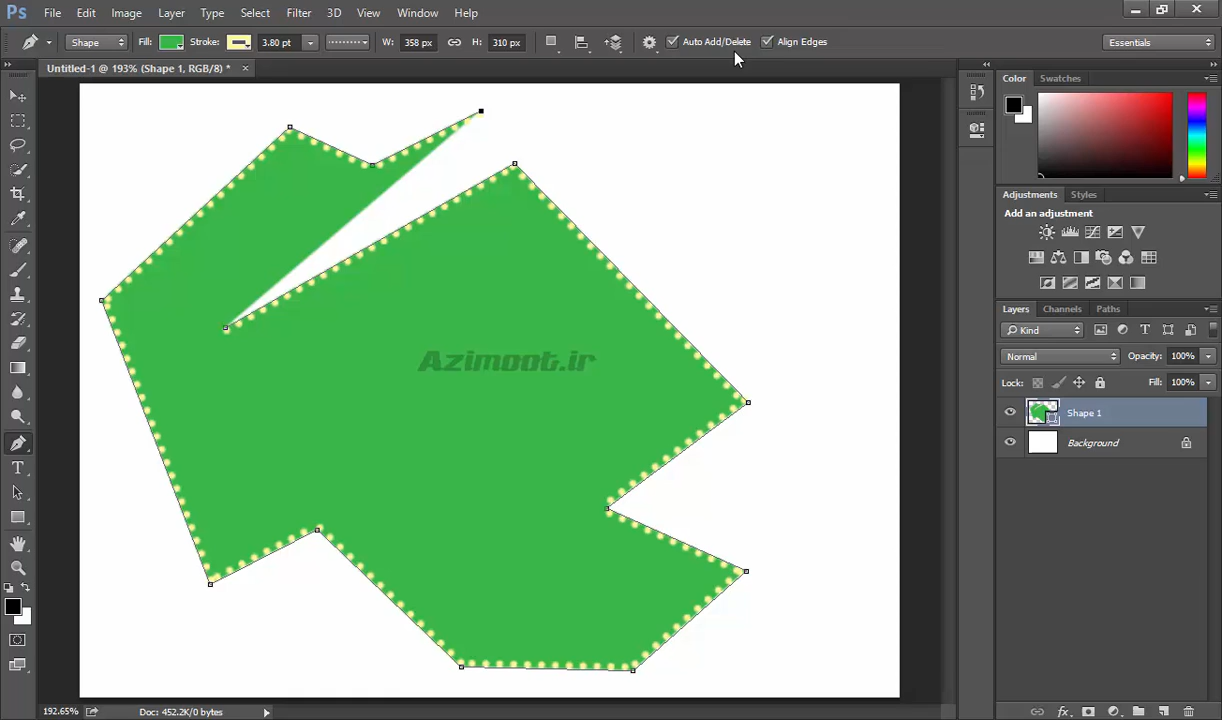 Ps File Edit Image Layer Type Select Filter 3D View Window Help
Shape Fill: Stroke: 3.80 pt W: 358 px H: 310 px Auto Add/Delete Align Edges Essentials
Untitled-1 @ 193% (Shape 1, RGB/8) * ×
Color Swatches
Adjustments Styles
Add an adjustment
Layers Channels Paths
Kind
Normal Opacity: 100%
Lock: Fill: 100%
Shape 1
Background
Azimoot.ir
192.65% Doc: 452.2K/0 bytes